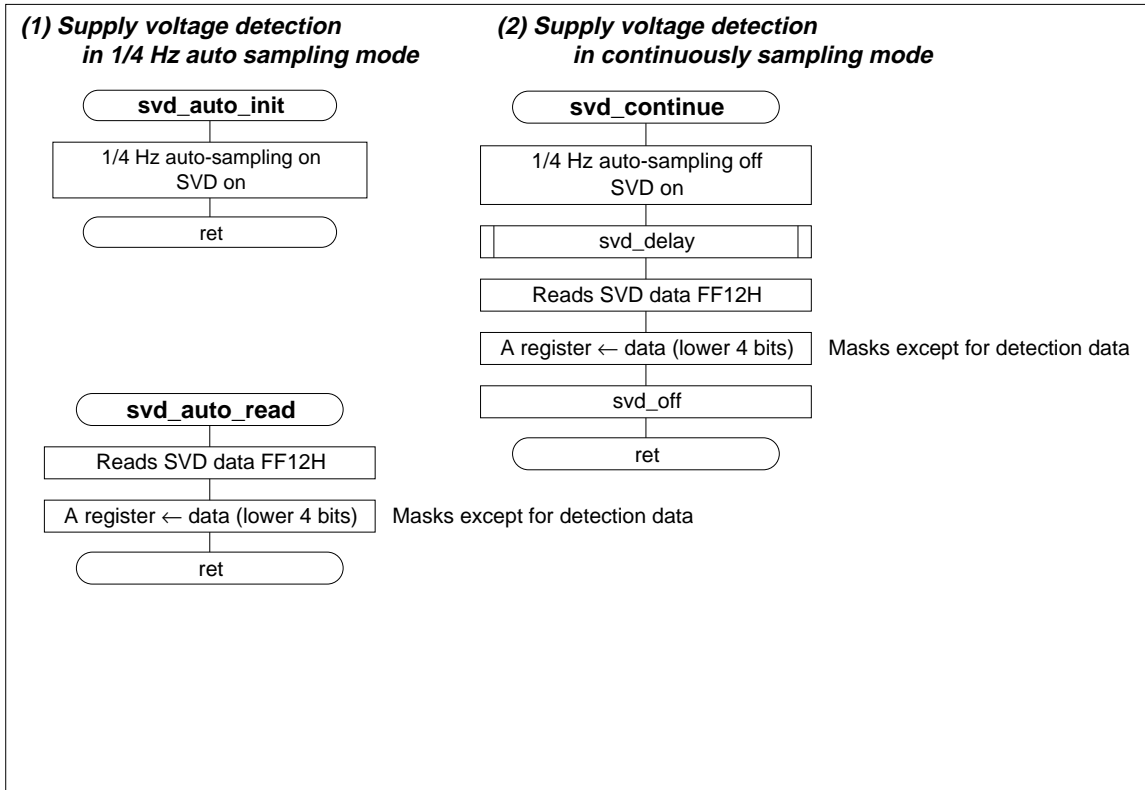 (1) Supply voltage detection
in 1/4 Hz auto sampling mode
svd_auto_init
1/4 Hz auto-sampling on
SVD on
ret
svd_auto_read
Reads SVD data FF12H
A register ← data (lower 4 bits) Masks except for detection data
ret
(2) Supply voltage detection
in continuously sampling mode
svd_continue
1/4 Hz auto-sampling off
SVD on
svd_delay
Reads SVD data FF12H
A register ← data (lower 4 bits) Masks except for detection data
svd_off
ret